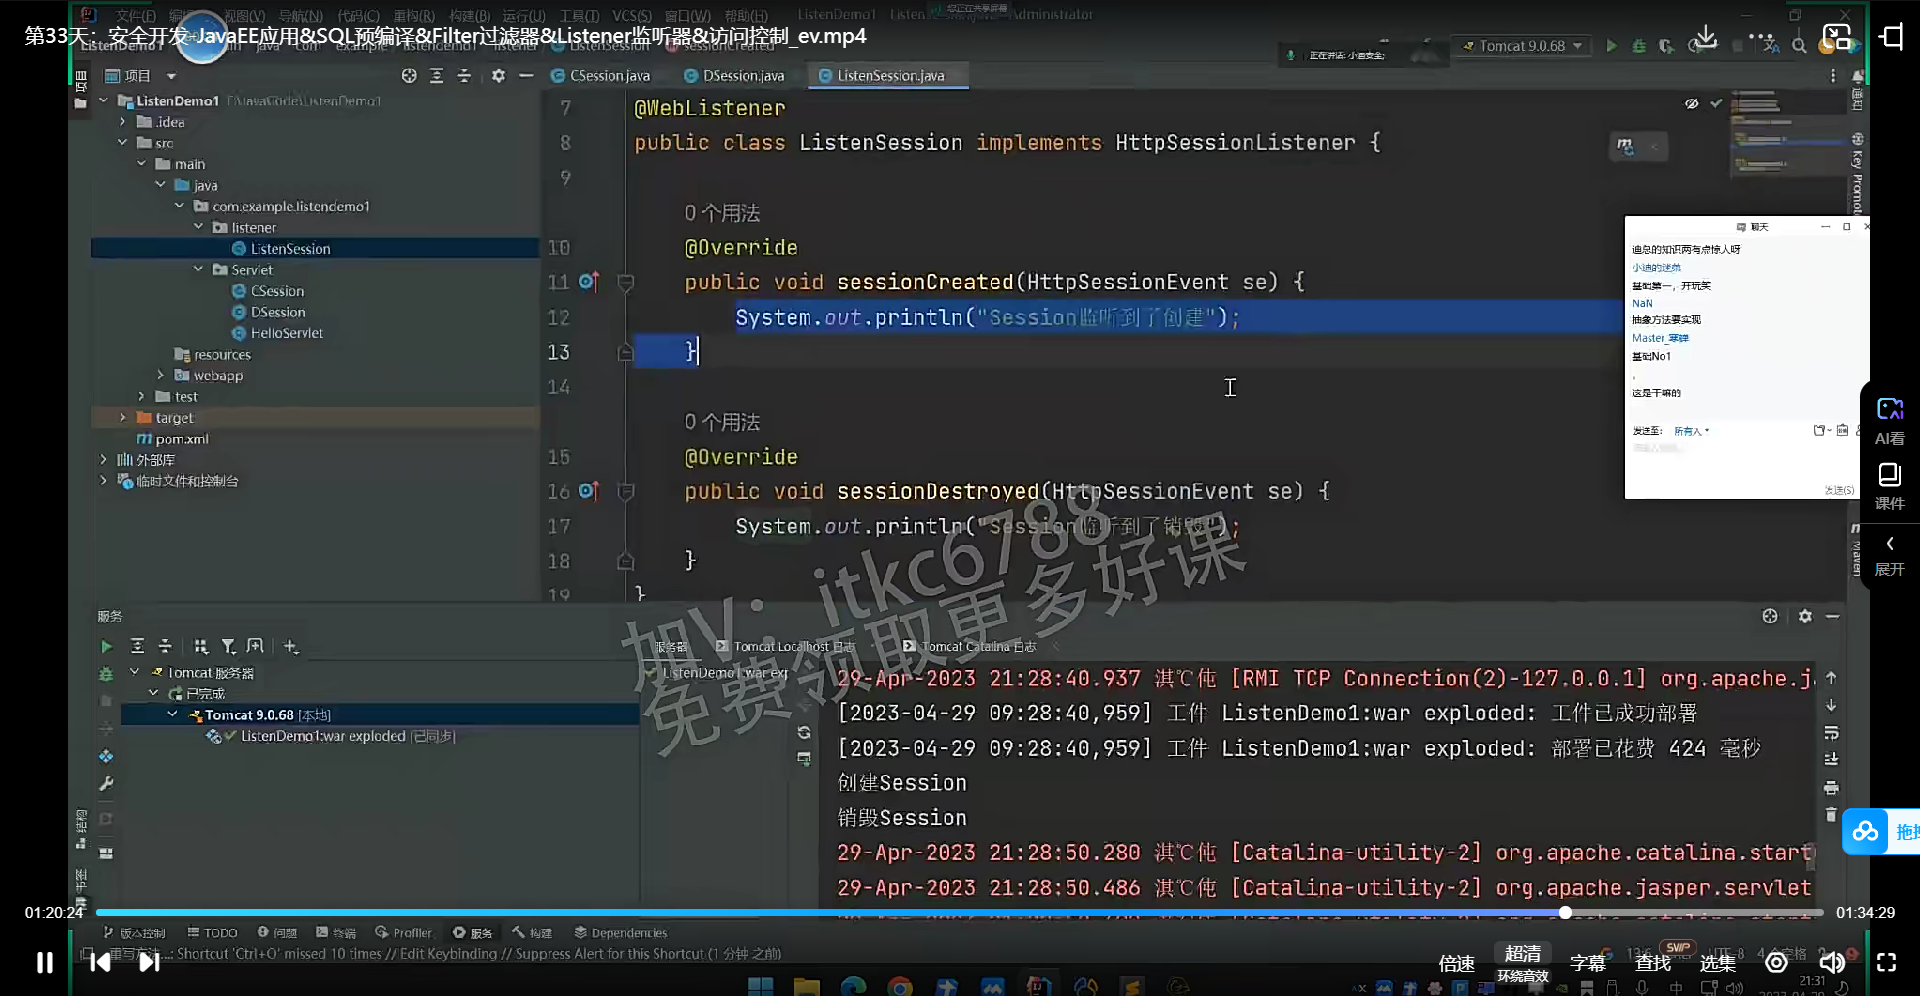 文件(F) 编辑 视图(V) 导航(N) 代码(C) 重构(R) 构建(B) 运行(U) 工具(T) VCS(S) 窗口(W) 帮助(H) ListenDemo1
第33天：安全开发-JavaEE应用&SQL预编译&Filter过滤器&Listener监听器&访问控制_ev.mp4
Tomcat 9.0.68
项目
CSession.java
DSession.java
ListenSession.java
ListenDemo1
.idea
src
main
java
com.example.listendemo1
listener
ListenSession
Servlet
CSession
DSession
HelloServlet
resources
webapp
test
target
pom.xml
外部库
临时文件和控制台
7 @WebListener
8 public class ListenSession implements HttpSessionListener {
9
0 个用法
10 @Override
11 public void sessionCreated(HttpSessionEvent se) {
12 System.out.println("Session监听到了创建");
13 }
14
0 个用法
15 @Override
16 public void sessionDestroyed(HttpSessionEvent se) {
17 System.out.println("Session监听到了销毁");
18 }
19 }
聊天
迪总的知识两有点惊人呀
小迪的迷弟
基础第一，开玩笑
NaN
抽象方法要实现
基础No1
，
这是干嘛的
发送至： 所有人
发送(S)
AI看
课件
展开
加V：itkc6788
免费领取更多好课
服务
服务器
Tomcat Localhost 日志
Tomcat Catalina 日志
Tomcat 服务器
已完成
Tomcat 9.0.68 [本地]
ListenDemo1:war exploded [已同步]
ListenDemo1:war exp
29-Apr-2023 21:28:40.937 淇℃伅 [RMI TCP Connection(2)-127.0.0.1] org.apache.j
[2023-04-29 09:28:40,959] 工件 ListenDemo1:war exploded: 工件已成功部署
[2023-04-29 09:28:40,959] 工件 ListenDemo1:war exploded: 部署已花费 424 毫秒
创建Session
销毁Session
29-Apr-2023 21:28:50.280 淇℃伅 [Catalina-utility-2] org.apache.catalina.start
29-Apr-2023 21:28:50.486 淇℃伅 [Catalina-utility-2] org.apache.jasper.servlet
结构
书签
01:20:24
01:34:29
版本控制 TODO 问题 终端 Profiler 服务 构建 Dependencies
重写方法...: Shortcut 'Ctrl+O' missed 10 times // Edit Keybinding // Suppress Alert for this Shortcut (1 分钟 之前)
倍速
超清
环绕音效
字幕
SVIP
查找
选集
21:31